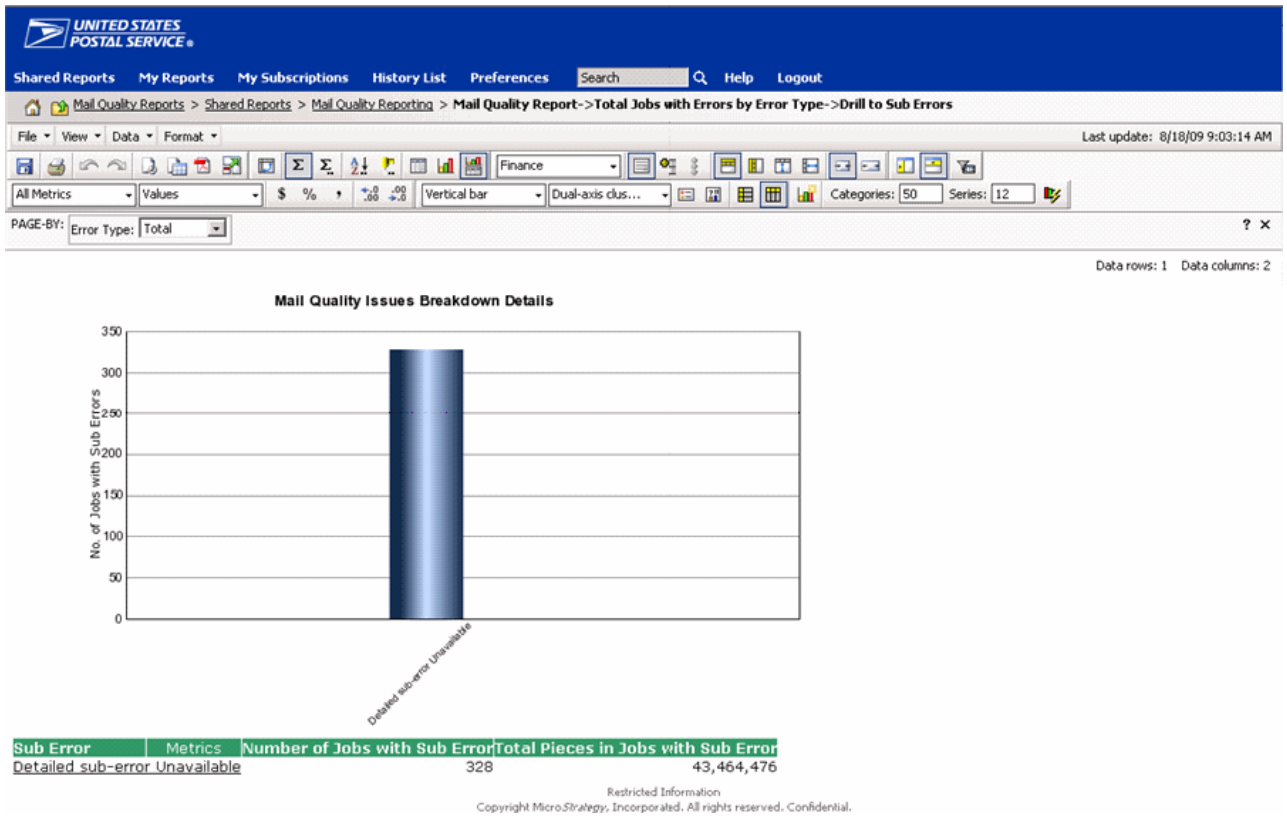 UNITED STATES
POSTAL SERVICE ®
Shared Reports My Reports My Subscriptions History List Preferences Search Help Logout
Mail Quality Reports > Shared Reports > Mail Quality Reporting > Mail Quality Report->Total Jobs with Errors by Error Type->Drill to Sub Errors
File View Data Format Last update: 8/18/09 9:03:14 AM
Finance
All Metrics Values $ % , Vertical bar Dual-axis clus... Categories: 50 Series: 12
PAGE-BY: Error Type: Total ? ×
Data rows: 1 Data columns: 2
Mail Quality Issues Breakdown Details
No. of Jobs with Sub Errors
350
300
250
200
150
100
50
0
Detailed sub-error Unavailable
Sub Error Metrics Number of Jobs with Sub Error Total Pieces in Jobs with Sub Error
Detailed sub-error Unavailable 328 43,464,476
Restricted Information
Copyright MicroStrategy, Incorporated. All rights reserved. Confidential.